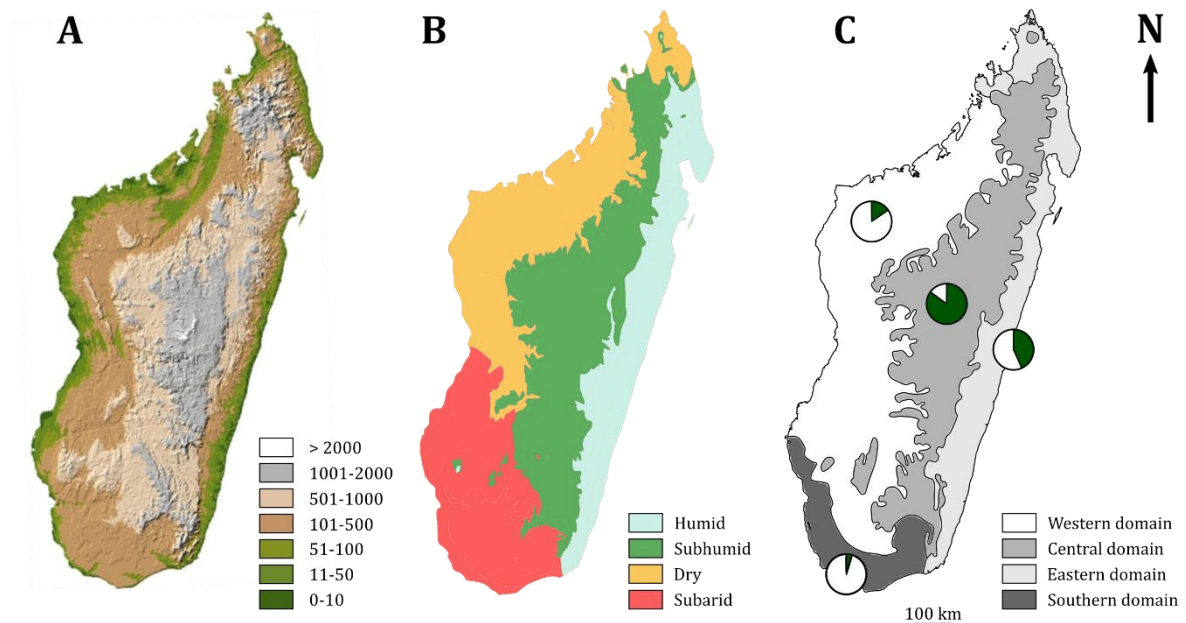 A
B
C
N
> 2000
1001-2000
501-1000
101-500
51-100
11-50
0-10
Humid
Subhumid
Dry
Subarid
Western domain
Central domain
Eastern domain
Southern domain
100 km